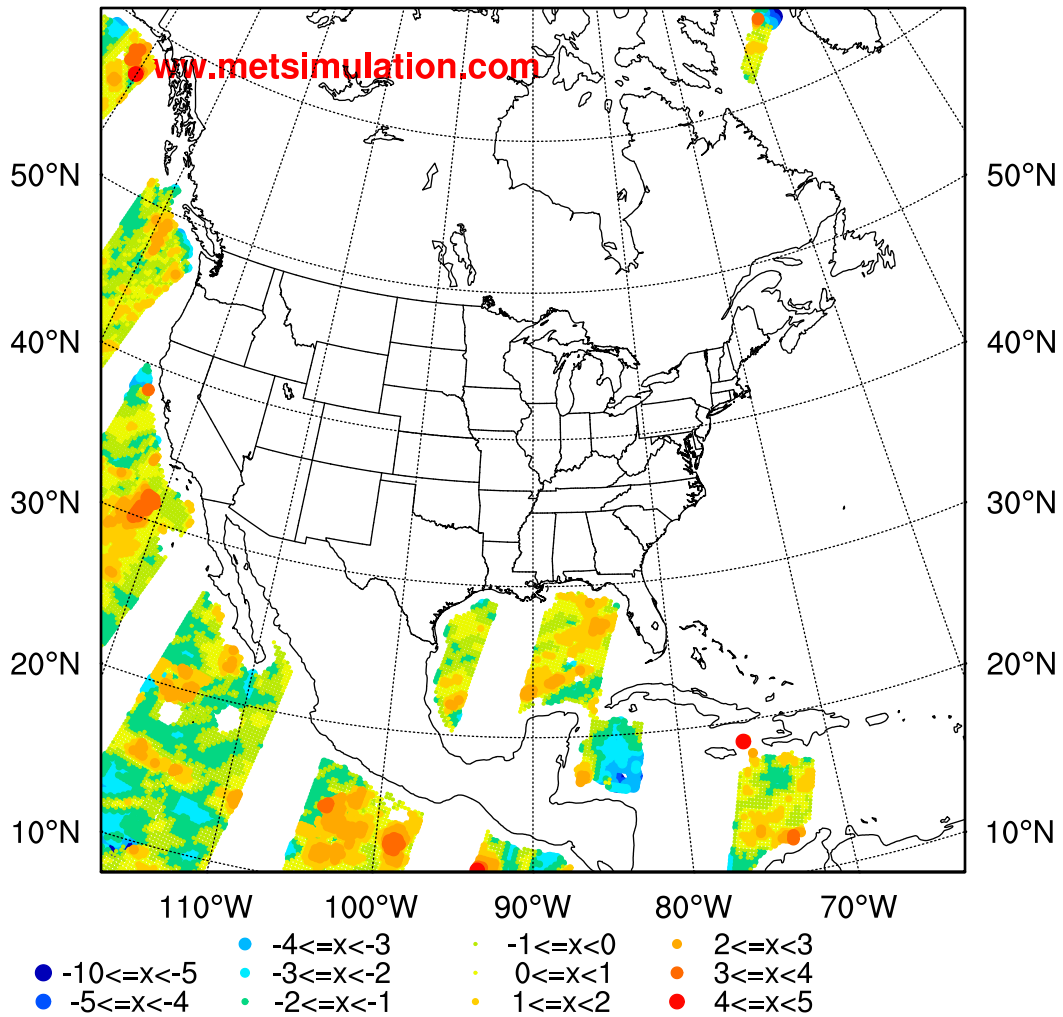 ww.metsimulation.com
50°N 50°N
40°N 40°N
30°N 30°N
20°N 20°N
10°N 10°N
110°W 100°W 90°W 80°W 70°W
-4<=x<-3 -1<=x<0 2<=x<3
-10<=x<-5 -3<=x<-2 0<=x<1 3<=x<4
-5<=x<-4 -2<=x<-1 1<=x<2 4<=x<5